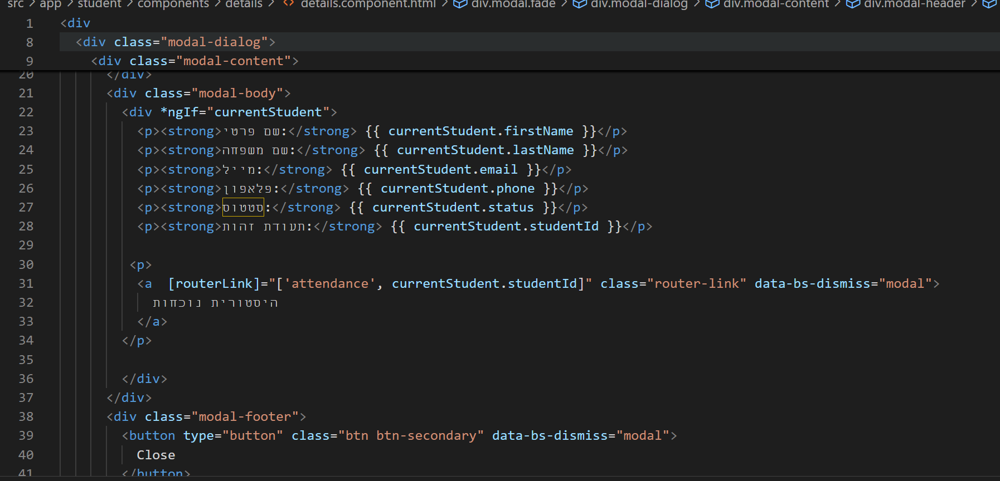 src > app > student > components > details > <> details.component.html > div.modal.fade > div.modal-dialog > div.modal-content > div.modal-header >
1 <div
8 <div class="modal-dialog">
9 <div class="modal-content">
20 </div>
21 <div class="modal-body">
22 <div *ngIf="currentStudent">
23 <p><strong>שם פרטי:</strong> {{ currentStudent.firstName }}</p>
24 <p><strong>שם משפחה:</strong> {{ currentStudent.lastName }}</p>
25 <p><strong>מייל:</strong> {{ currentStudent.email }}</p>
26 <p><strong>פלאפון:</strong> {{ currentStudent.phone }}</p>
27 <p><strong>סטטוס:</strong> {{ currentStudent.status }}</p>
28 <p><strong>תעודת זהות:</strong> {{ currentStudent.studentId }}</p>
29
30 <p>
31 <a  [routerLink]="['attendance', currentStudent.studentId]" class="router-link" data-bs-dismiss="modal">
32 היסטורית נוכחות
33 </a>
34 </p>
35
36 </div>
37 </div>
38 <div class="modal-footer">
39 <button type="button" class="btn btn-secondary" data-bs-dismiss="modal">
40 Close
41 </button>